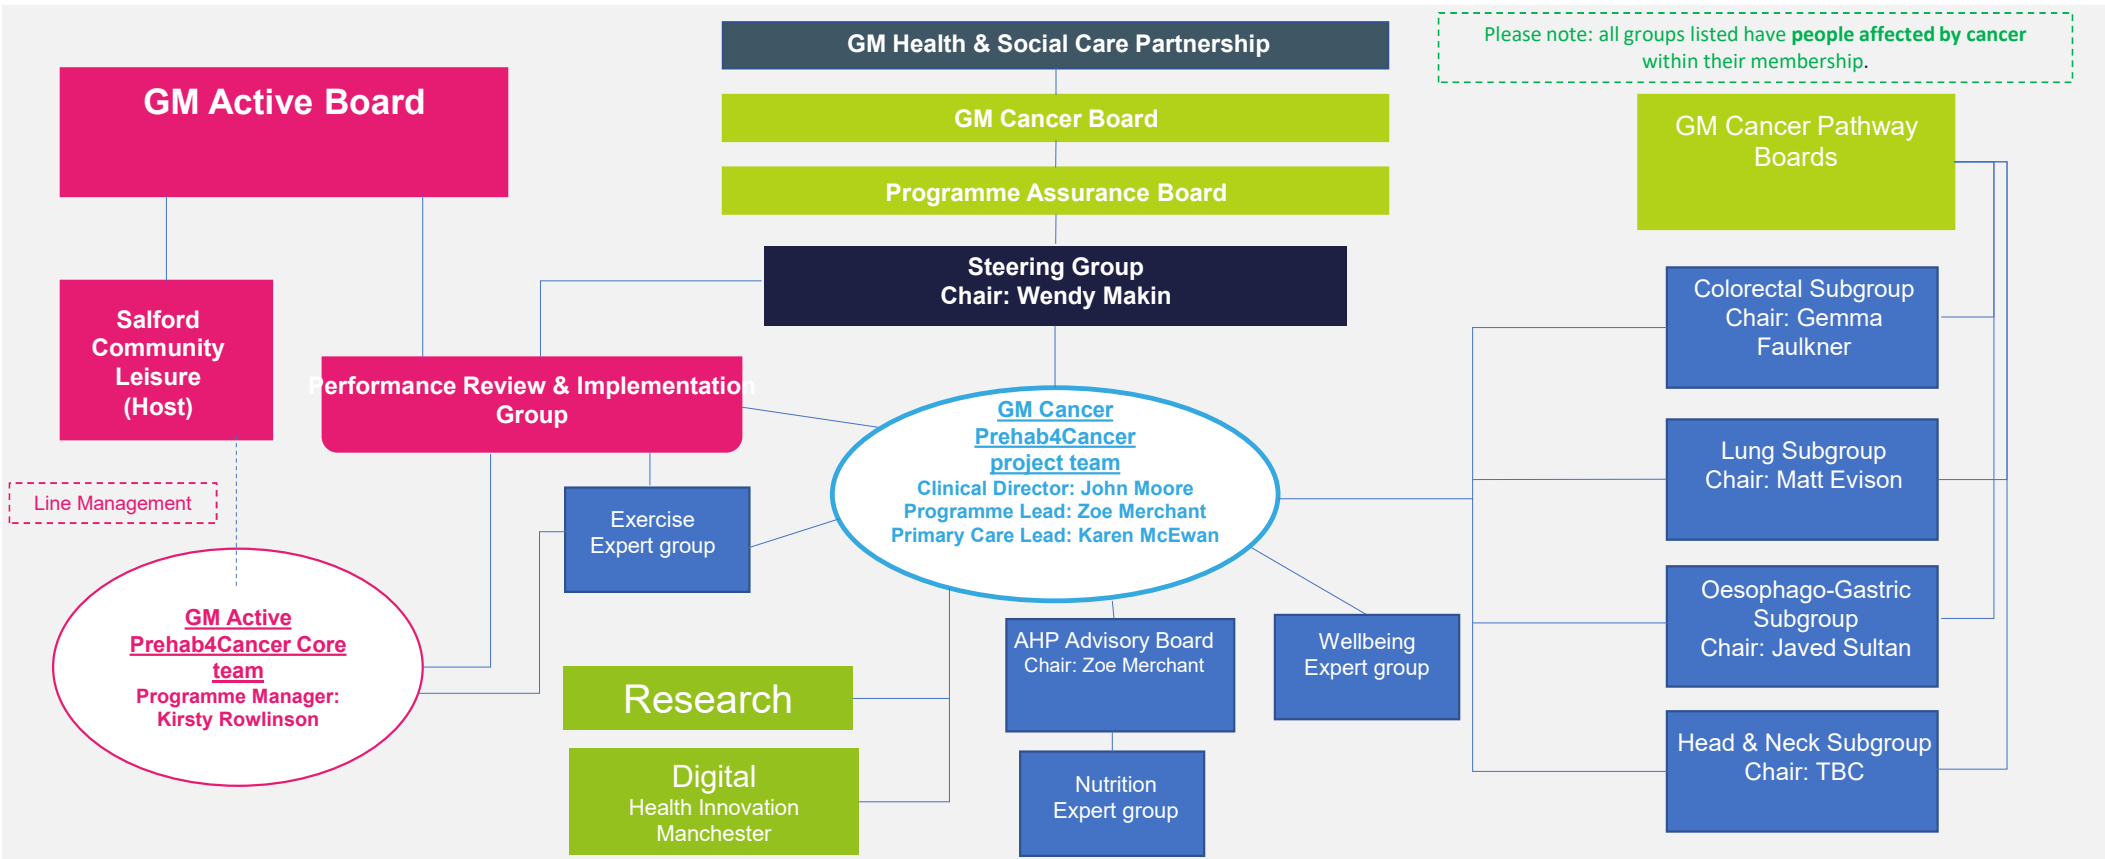 GM Health & Social Care Partnership
Please note: all groups listed have people affected by cancer
within their membership.
GM Active Board
GM Cancer Board
GM Cancer Pathway
Boards
Programme Assurance Board
Steering Group
Chair: Wendy Makin
Salford
Community
Leisure
(Host)
Performance Review & Implementation
Group
Colorectal Subgroup
Chair: Gemma
Faulkner
GM Cancer
Prehab4Cancer
project team
Clinical Director: John Moore
Programme Lead: Zoe Merchant
Primary Care Lead: Karen McEwan
Lung Subgroup
Chair: Matt Evison
Line Management
Exercise
Expert group
GM Active
Prehab4Cancer Core
team
Programme Manager:
Kirsty Rowlinson
Oesophago-Gastric
Subgroup
Chair: Javed Sultan
AHP Advisory Board
Chair: Zoe Merchant
Wellbeing
Expert group
Research
Head & Neck Subgroup
Chair: TBC
Digital
Health Innovation
Manchester
Nutrition
Expert group